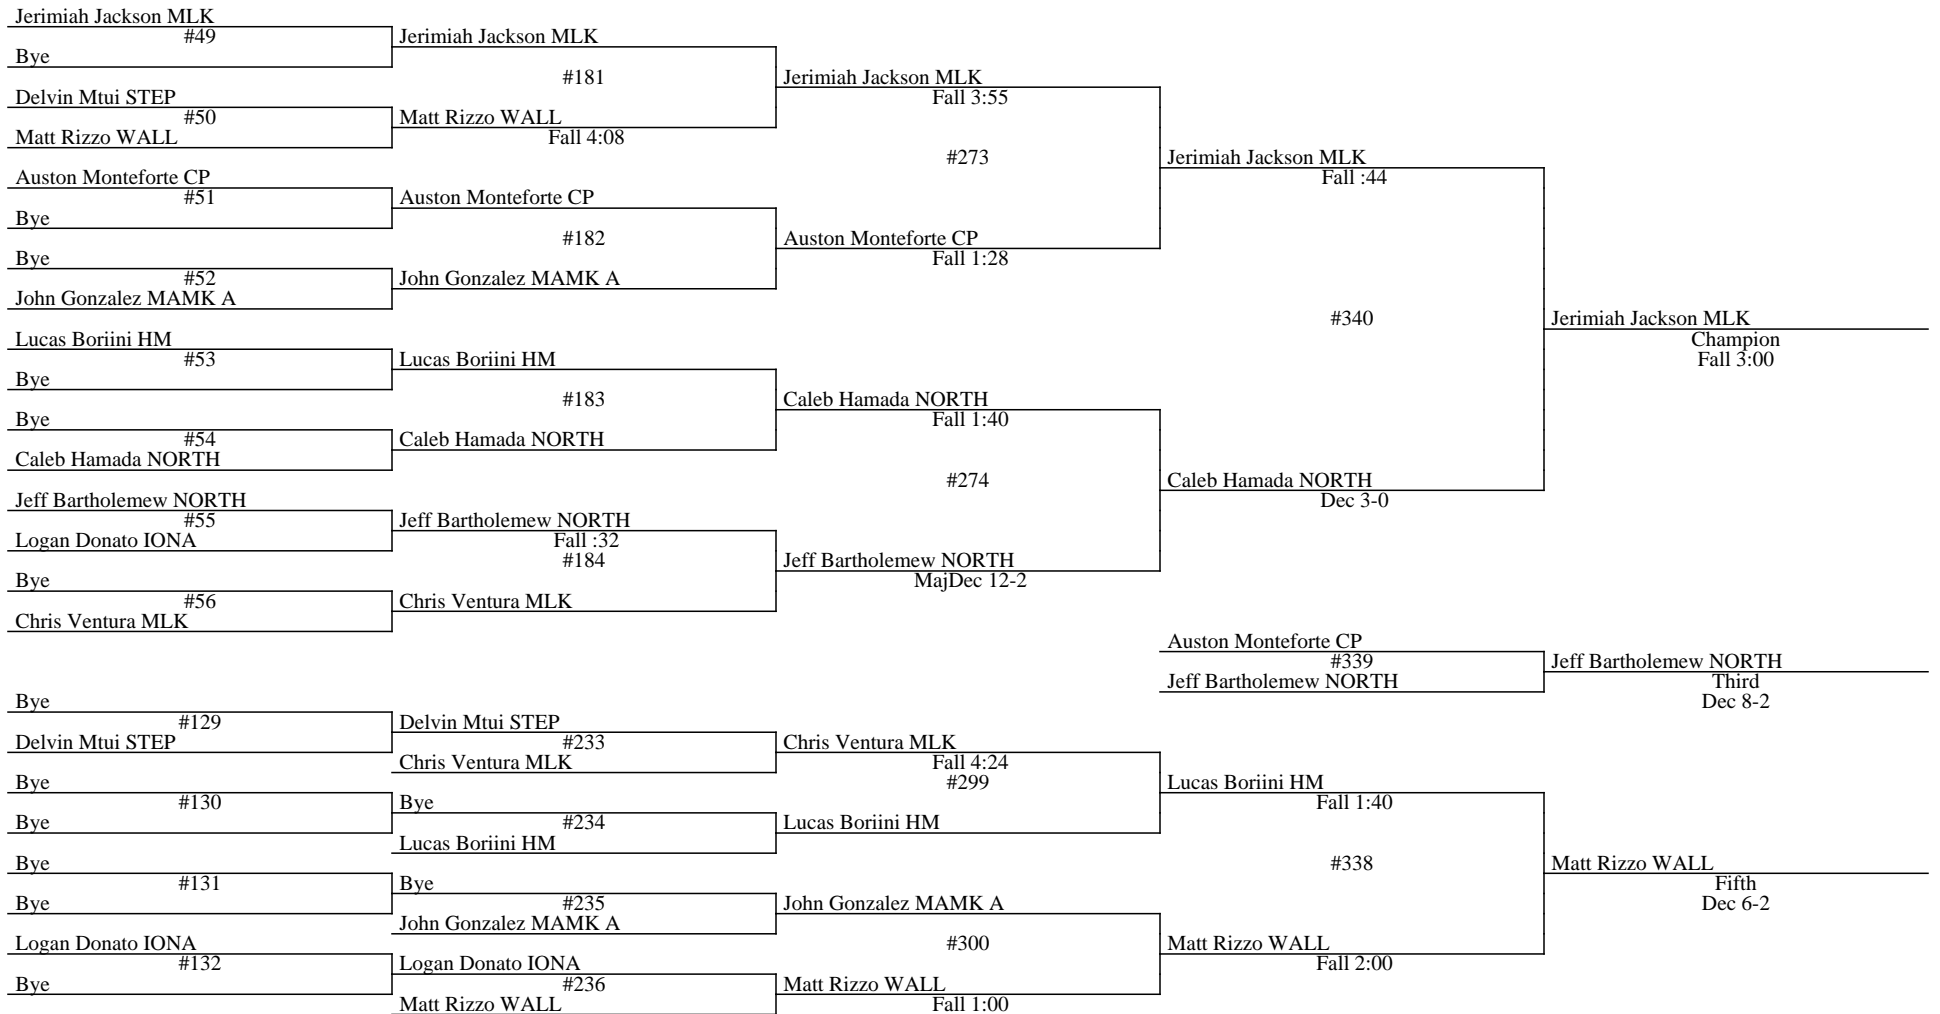 Jerimiah Jackson MLK
#49
Bye
Jerimiah Jackson MLK
#181
Delvin Mtui STEP
#50
Matt Rizzo WALL
Matt Rizzo WALL
Fall 4:08
Jerimiah Jackson MLK
Fall 3:55
#273
Auston Monteforte CP
#51
Bye
Auston Monteforte CP
#182
Bye
#52
John Gonzalez MAMK A
John Gonzalez MAMK A
Auston Monteforte CP
Fall 1:28
Jerimiah Jackson MLK
Fall :44
#340
Lucas Boriini HM
#53
Bye
Lucas Boriini HM
#183
Bye
#54
Caleb Hamada NORTH
Caleb Hamada NORTH
Caleb Hamada NORTH
Fall 1:40
#274
Jeff Bartholemew NORTH
#55
Logan Donato IONA
Jeff Bartholemew NORTH
Fall :32
#184
Bye
#56
Chris Ventura MLK
Chris Ventura MLK
Jeff Bartholemew NORTH
MajDec 12-2
Caleb Hamada NORTH
Dec 3-0
Jerimiah Jackson MLK
Champion
Fall 3:00
Auston Monteforte CP
#339
Jeff Bartholemew NORTH
Jeff Bartholemew NORTH
Third
Dec 8-2
Bye
#129
Delvin Mtui STEP
Delvin Mtui STEP
#233
Chris Ventura MLK
Chris Ventura MLK
Fall 4:24
#299
Bye
#130
Bye
Bye
#234
Lucas Boriini HM
Lucas Boriini HM
Lucas Boriini HM
Fall 1:40
#338
Bye
#131
Bye
Bye
#235
John Gonzalez MAMK A
John Gonzalez MAMK A
#300
Logan Donato IONA
#132
Bye
Logan Donato IONA
#236
Matt Rizzo WALL
Matt Rizzo WALL
Fall 1:00
Matt Rizzo WALL
Fall 2:00
Matt Rizzo WALL
Fifth
Dec 6-2